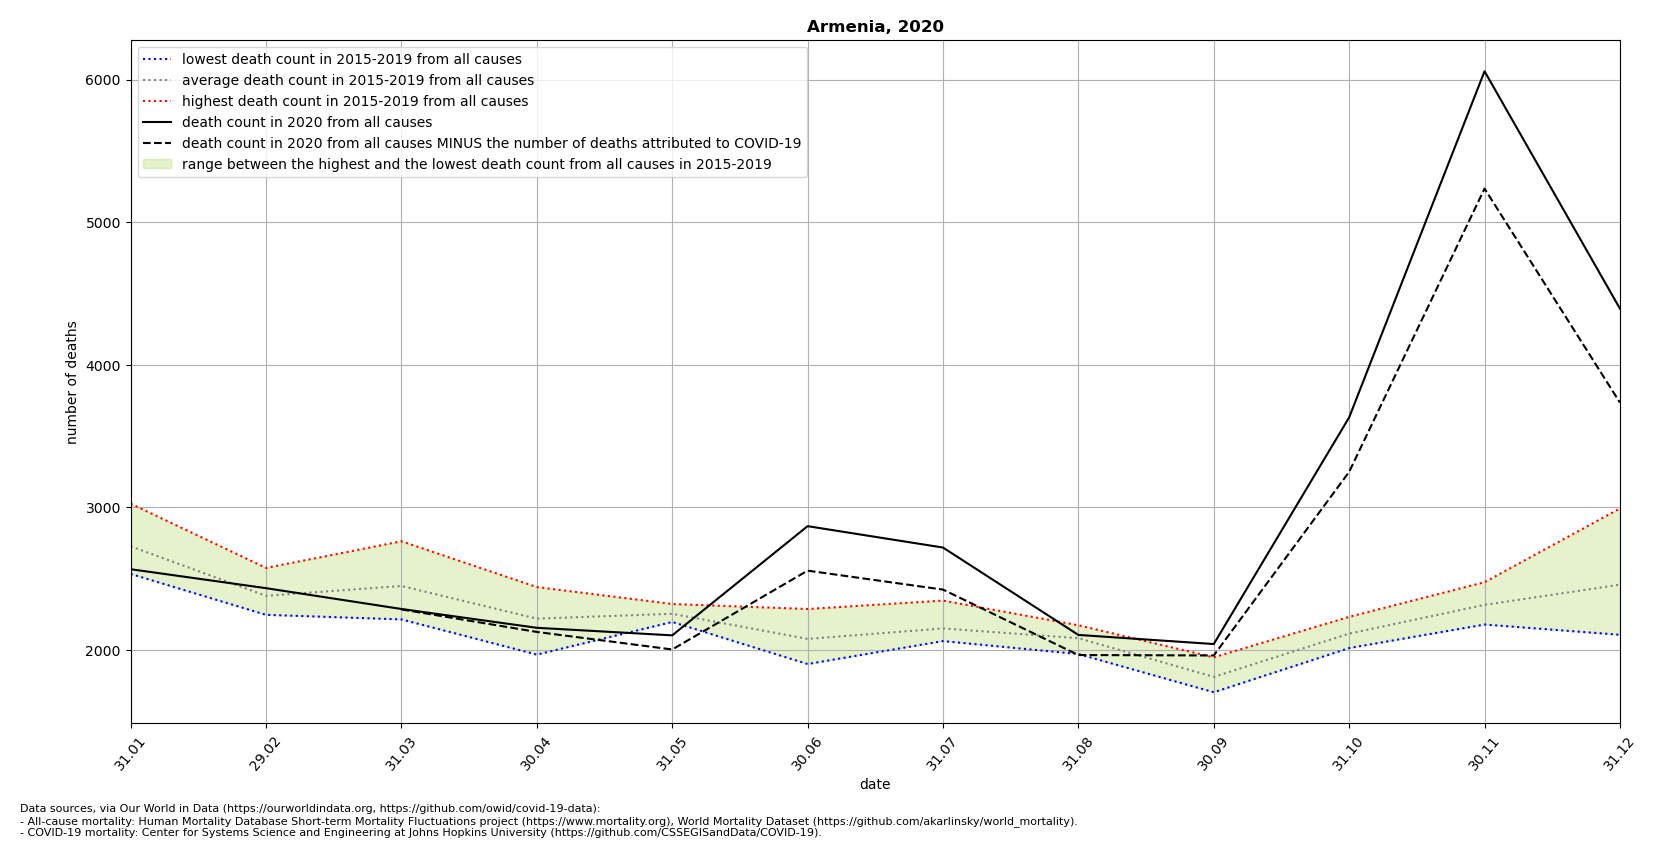 Armenia, 2020
lowest death count in 2015-2019 from all causes
average death count in 2015-2019 from all causes
highest death count in 2015-2019 from all causes
death count in 2020 from all causes
death count in 2020 from all causes MINUS the number of deaths attributed to COVID-19
range between the highest and the lowest death count from all causes in 2015-2019
6000
5000
4000
3000
2000
number of deaths
31.01
29.02
31.03
30.04
31.05
30.06
31.07
31.08
30.09
31.10
30.11
31.12
date
Data sources, via Our World in Data (https://ourworldindata.org, https://github.com/owid/covid-19-data):
- All-cause mortality: Human Mortality Database Short-term Mortality Fluctuations project (https://www.mortality.org), World Mortality Dataset (https://github.com/akarlinsky/world_mortality).
- COVID-19 mortality: Center for Systems Science and Engineering at Johns Hopkins University (https://github.com/CSSEGISandData/COVID-19).